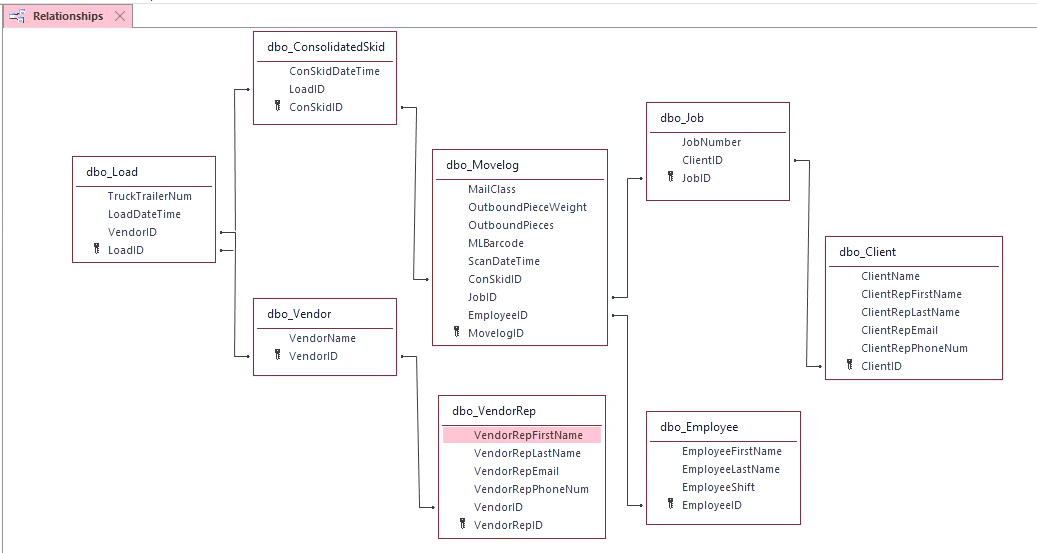 Relationships
dbo_ConsolidatedSkid
ConSkidDateTime
LoadID
ConSkidID
dbo_Load
TruckTrailerNum
LoadDateTime
VendorID
LoadID
dbo_Movelog
MailClass
OutboundPieceWeight
OutboundPieces
MLBarcode
ScanDateTime
ConSkidID
JobID
EmployeeID
MovelogID
dbo_Job
JobNumber
ClientID
JobID
dbo_Client
ClientName
ClientRepFirstName
ClientRepLastName
ClientRepEmail
ClientRepPhoneNum
ClientID
dbo_Vendor
VendorName
VendorID
dbo_VendorRep
VendorRepFirstName
VendorRepLastName
VendorRepEmail
VendorRepPhoneNum
VendorID
VendorRepID
dbo_Employee
EmployeeFirstName
EmployeeLastName
EmployeeShift
EmployeeID